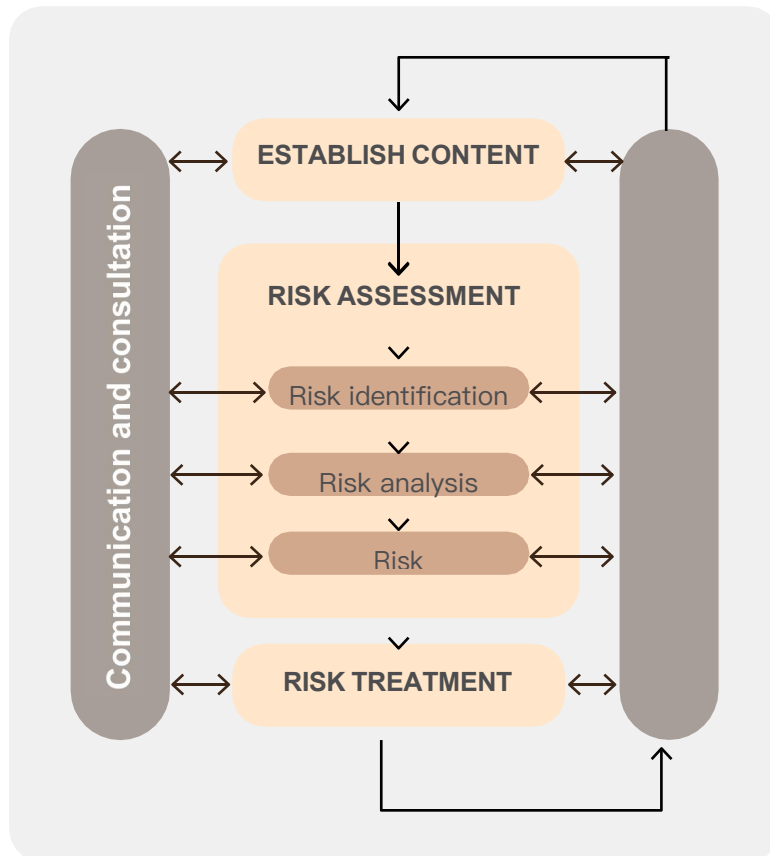 ESTABLISH CONTENT
Communication and consultation
RISK ASSESSMENT
Risk identification
Risk analysis
Risk
RISK TREATMENT